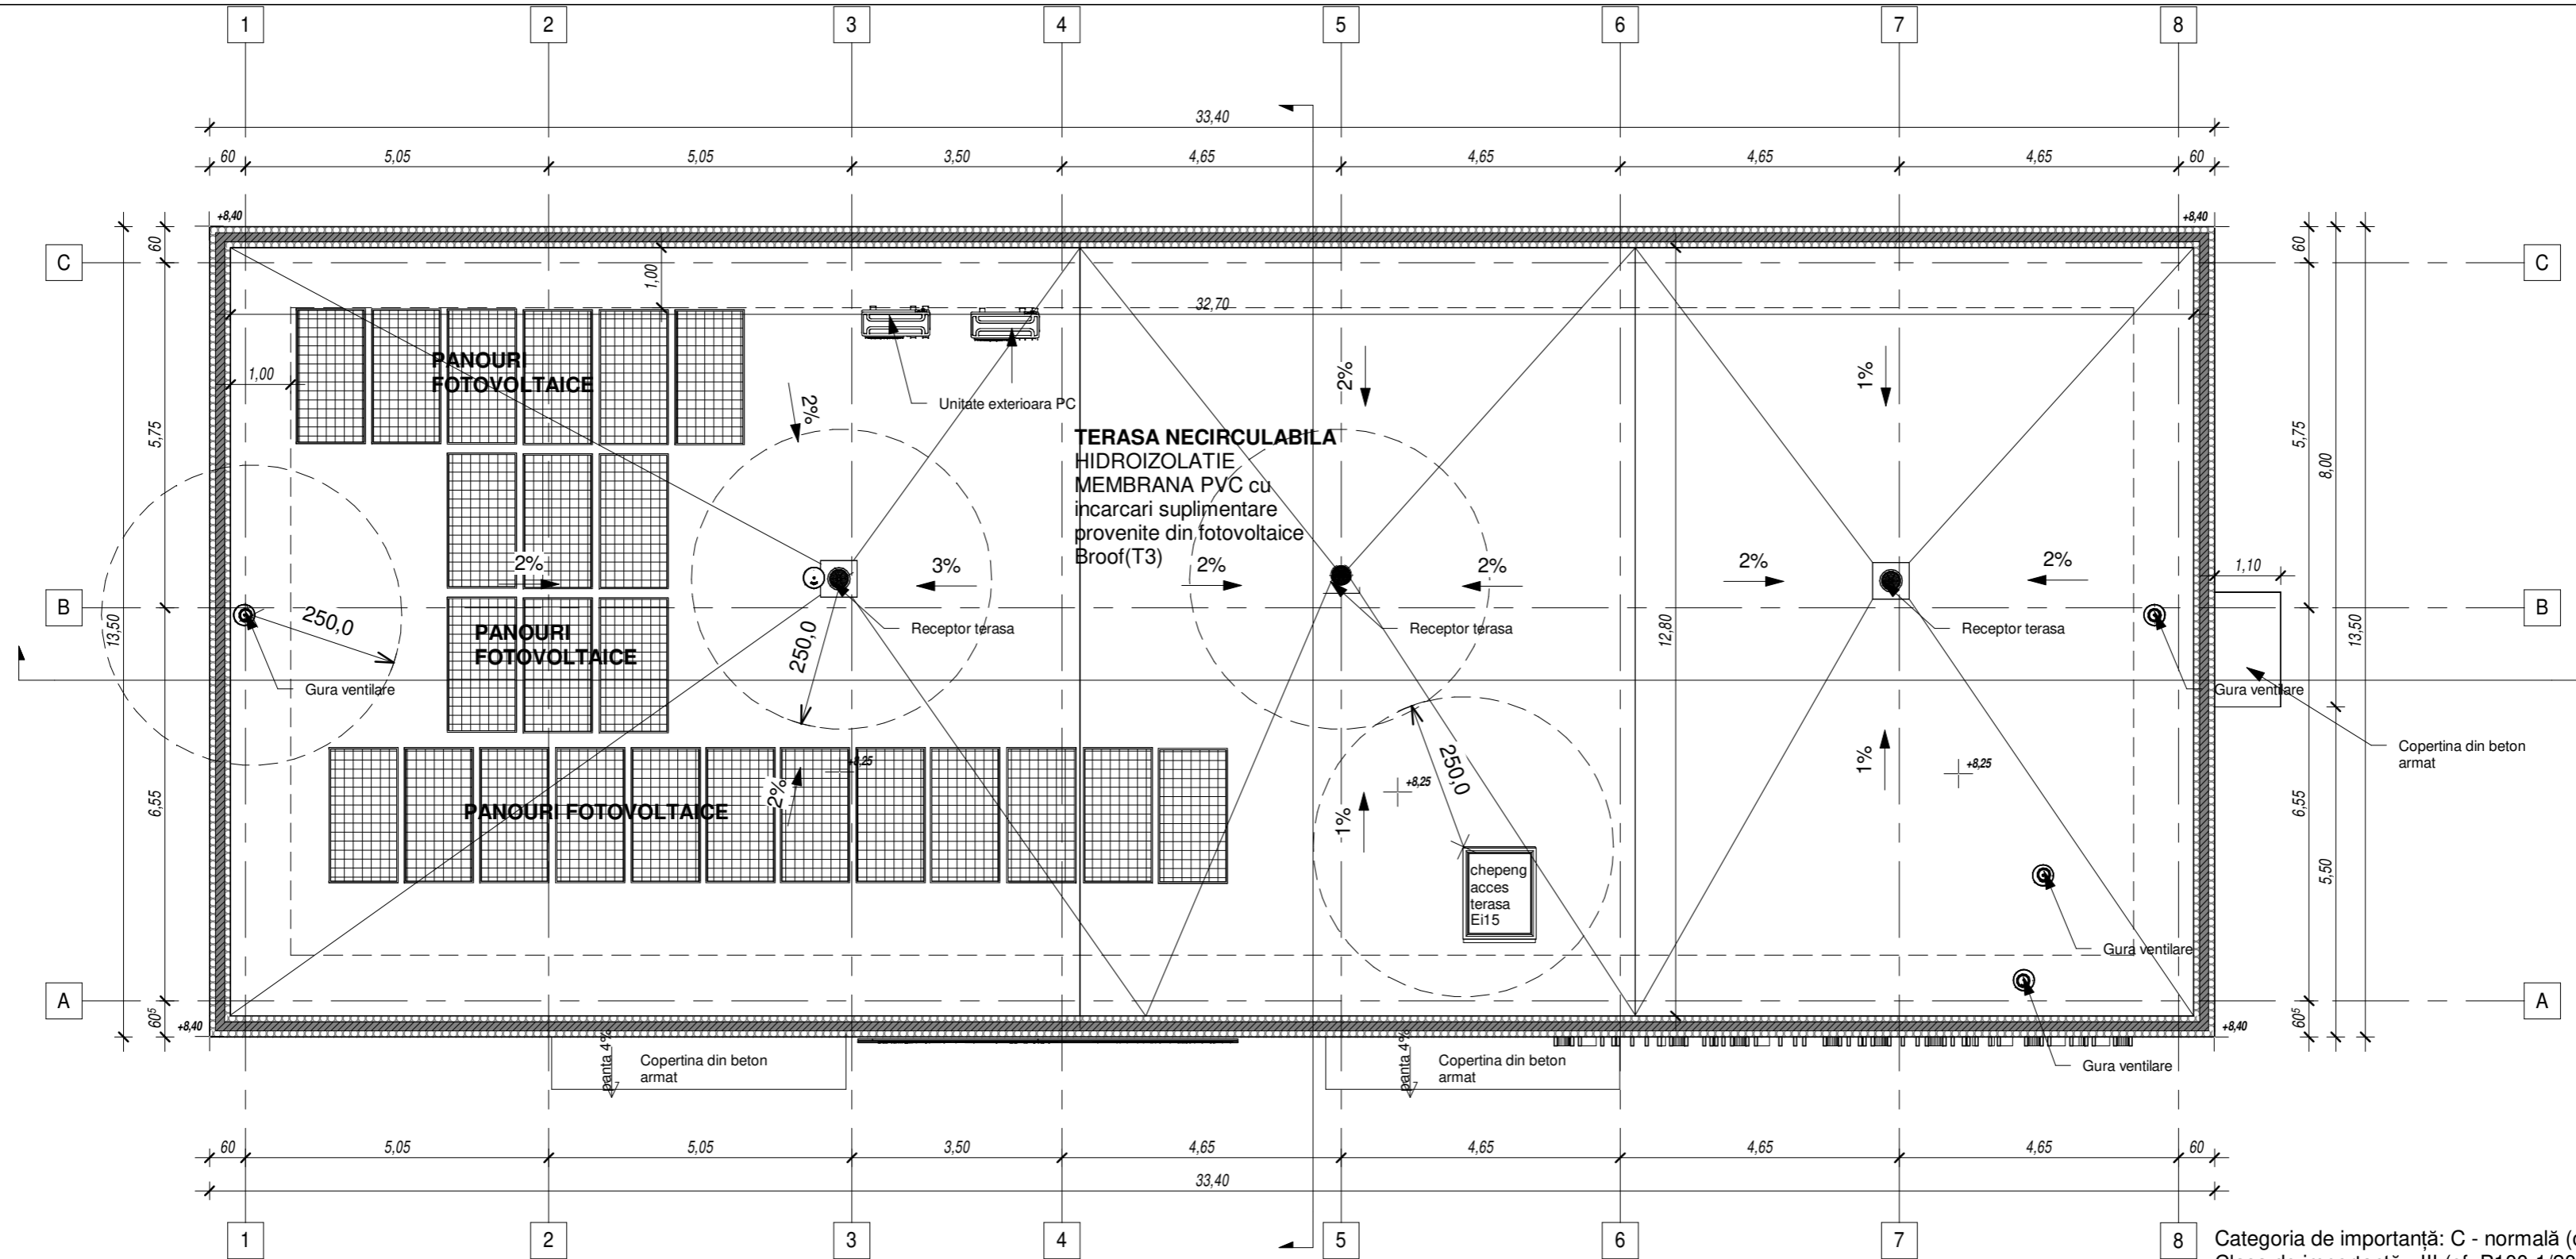 1 2 3 4 5 6 7 8
33,40
60 5,05 5,05 3,50 4,65 4,65 4,65 4,65 60
+8,40 +8,40
60 60
C C
1,00
32,70
PANOURI
FOTOVOLTAICE
1,00
2% 2% 1%
Unitate exterioara PC
5,75 5,75
8,00
TERASA NECIRCULABILA
HIDROIZOLATIE
MEMBRANA PVC cu
incarcari suplimentare
provenite din fotovoltaice
Broof(T3)
2% 3% 2% 2% 2% 2%
1,10
B B
13,50 13,50
250,0
250,0
12,80
Receptor terasa Receptor terasa Receptor terasa
PANOURI
FOTOVOLTAICE
Gura ventilare Gura ventilare
Copertina din beton
armat
+8,25 +8,25 +8,25
250,0
1%
2%
1%
PANOURI FOTOVOLTAICE
6,55 6,55
5,50
chepeng
acces
terasa
Ei15
Gura ventilare
A A
60⁵ 60⁵
+8,40 +8,40
panta 4% panta 4%
Copertina din beton
armat
Copertina din beton
armat
Gura ventilare
60 5,05 5,05 3,50 4,65 4,65 4,65 4,65 60
33,40
1 2 3 4 5 6 7 8
Categoria de importanță: C - normală